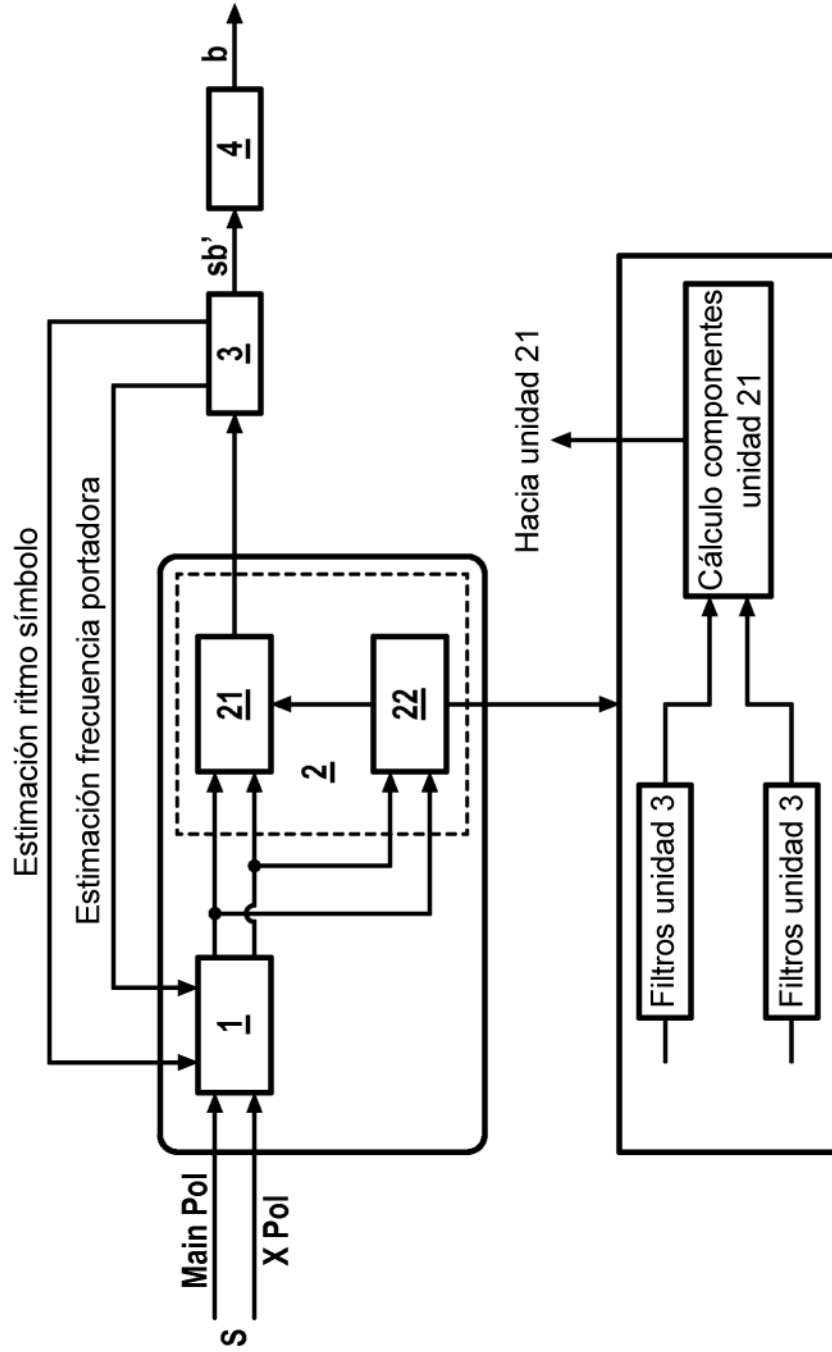 Estimación ritmo símbolo
Estimación frecuencia portadora
Main Pol
S
X Pol
1
2
21
22
3
sb'
4
b
Hacia unidad 21
Filtros unidad 3
Filtros unidad 3
Cálculo componentes
unidad 21